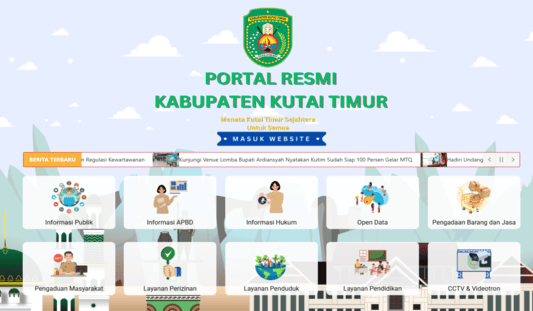 PORTAL RESMI
KABUPATEN KUTAI TIMUR
Menata Kutai Timur Sejahtera
Untuk Semua
MASUK WEBSITE
BERITA TERBARU
n Regulasi Kewartawanan
Kunjungi Venue Lomba Bupati Ardiansyah Nyatakan Kutim Sudah Siap 100 Persen Gelar MTQ
Hadiri Undang
Informasi Publik
Informasi APBD
Informasi Hukum
Open Data
Pengadaan Barang dan Jasa
Pengaduan Masyarakat
Layanan Perizinan
Layanan Penduduk
Layanan Pendidikan
CCTV & Videotron